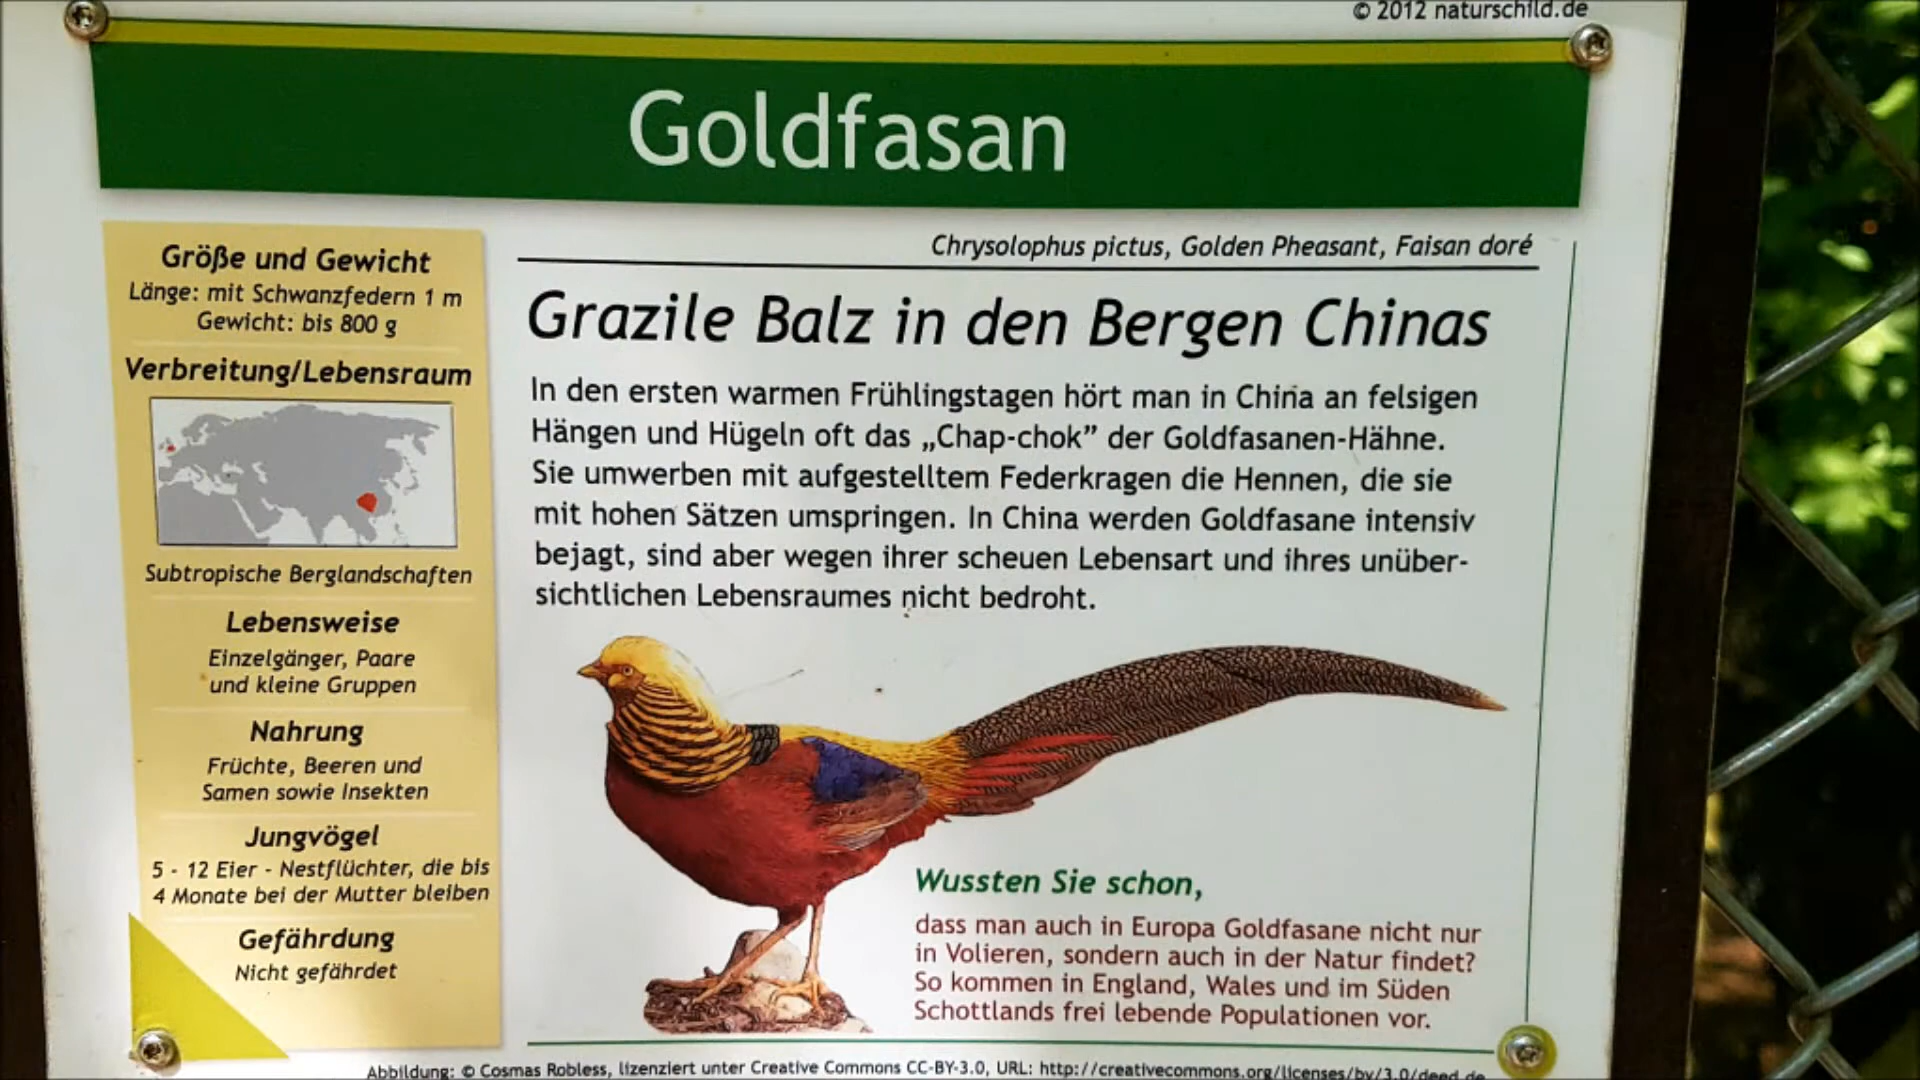 © 2012 naturschild.de
Goldfasan
Größe und Gewicht
Länge: mit Schwanzfedern 1 m
Gewicht: bis 800 g
Verbreitung/Lebensraum
Subtropische Berglandschaften
Lebensweise
Einzelgänger, Paare
und kleine Gruppen
Nahrung
Früchte, Beeren und
Samen sowie Insekten
Jungvögel
5 - 12 Eier - Nestflüchter, die bis
4 Monate bei der Mutter bleiben
Gefährdung
Nicht gefährdet
Chrysolophus pictus, Golden Pheasant, Faisan doré
Grazile Balz in den Bergen Chinas
In den ersten warmen Frühlingstagen hört man in China an felsigen
Hängen und Hügeln oft das „Chap-chok” der Goldfasanen-Hähne.
Sie umwerben mit aufgestelltem Federkragen die Hennen, die sie
mit hohen Sätzen umspringen. In China werden Goldfasane intensiv
bejagt, sind aber wegen ihrer scheuen Lebensart und ihres unüber-
sichtlichen Lebensraumes nicht bedroht.
Wussten Sie schon,
dass man auch in Europa Goldfasane nicht nur
in Volieren, sondern auch in der Natur findet?
So kommen in England, Wales und im Süden
Schottlands frei lebende Populationen vor.
Abbildung: © Cosmas Robless, lizenziert unter Creative Commons CC-BY-3.0, URL: http://creativecommons.org/licenses/by/3.0/deed.de